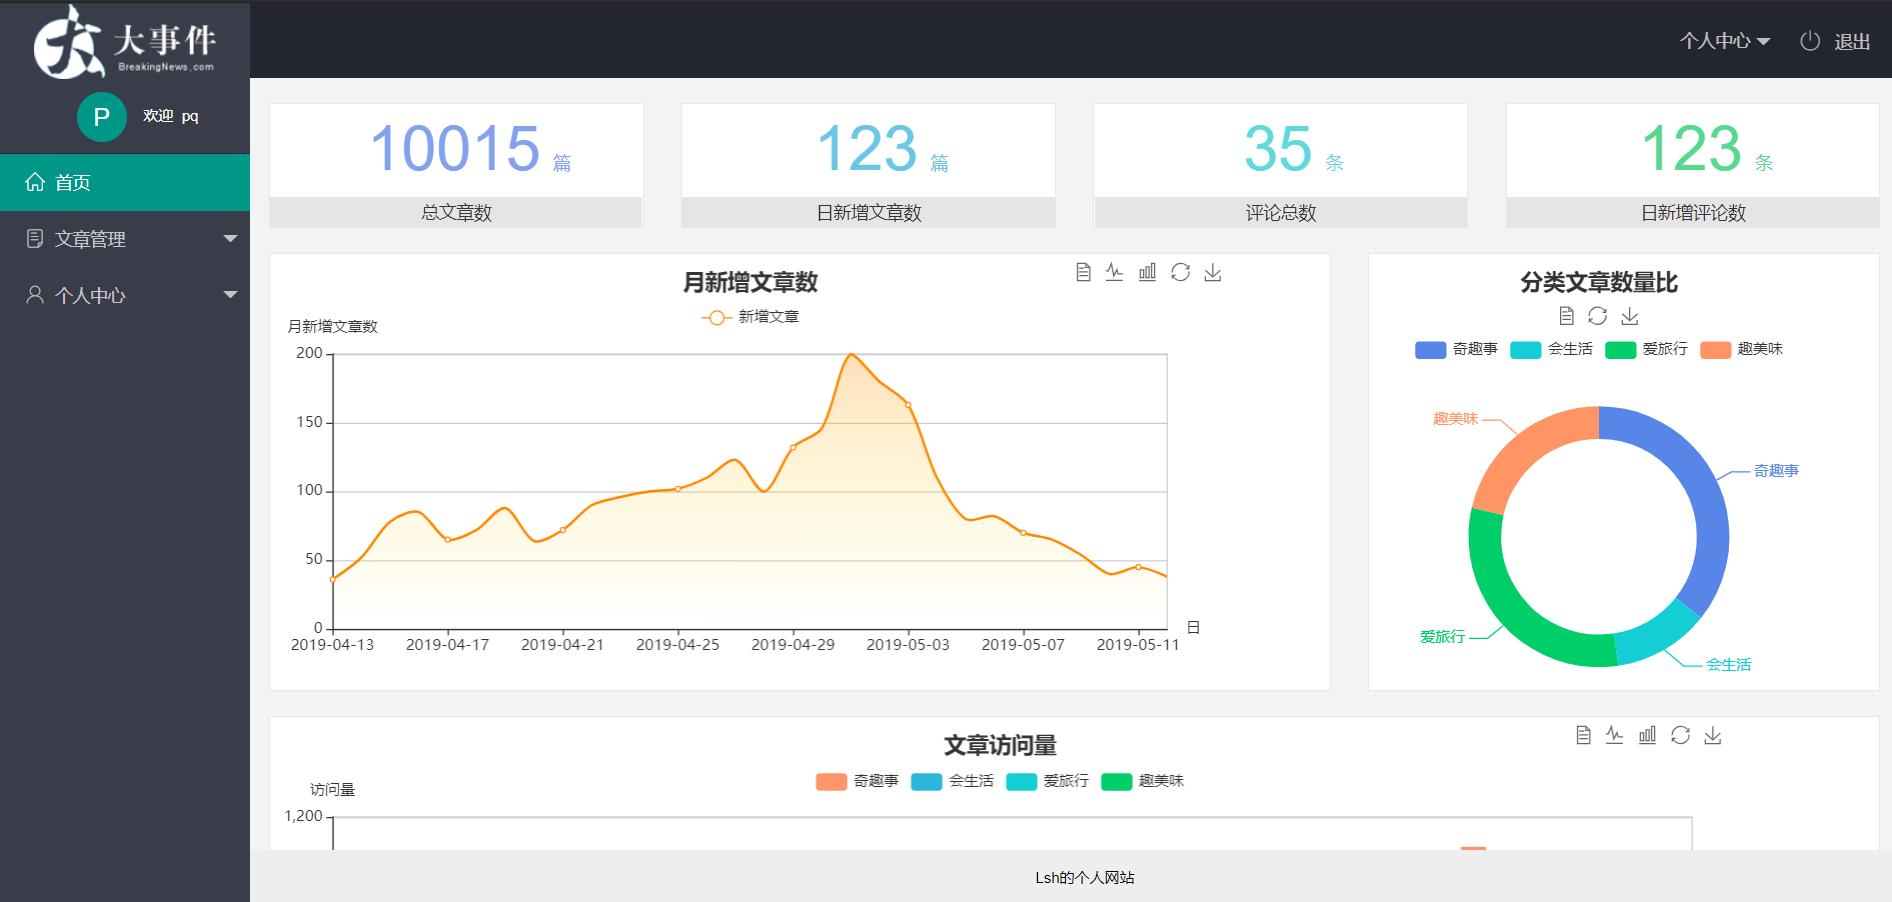 大事件
BreakingNews.com
个人中心
退出
P
欢迎 pq
首页
文章管理
个人中心
10015 篇
总文章数
123 篇
日新增文章数
35 条
评论总数
123 条
日新增评论数
月新增文章数
新增文章
月新增文章数
200
150
100
50
0
2019-04-13 2019-04-17 2019-04-21 2019-04-25 2019-04-29 2019-05-03 2019-05-07 2019-05-11
日
分类文章数量比
奇趣事 会生活 爱旅行 趣美味
趣美味
奇趣事
爱旅行
会生活
文章访问量
奇趣事 会生活 爱旅行 趣美味
访问量
1,200
Lsh的个人网站